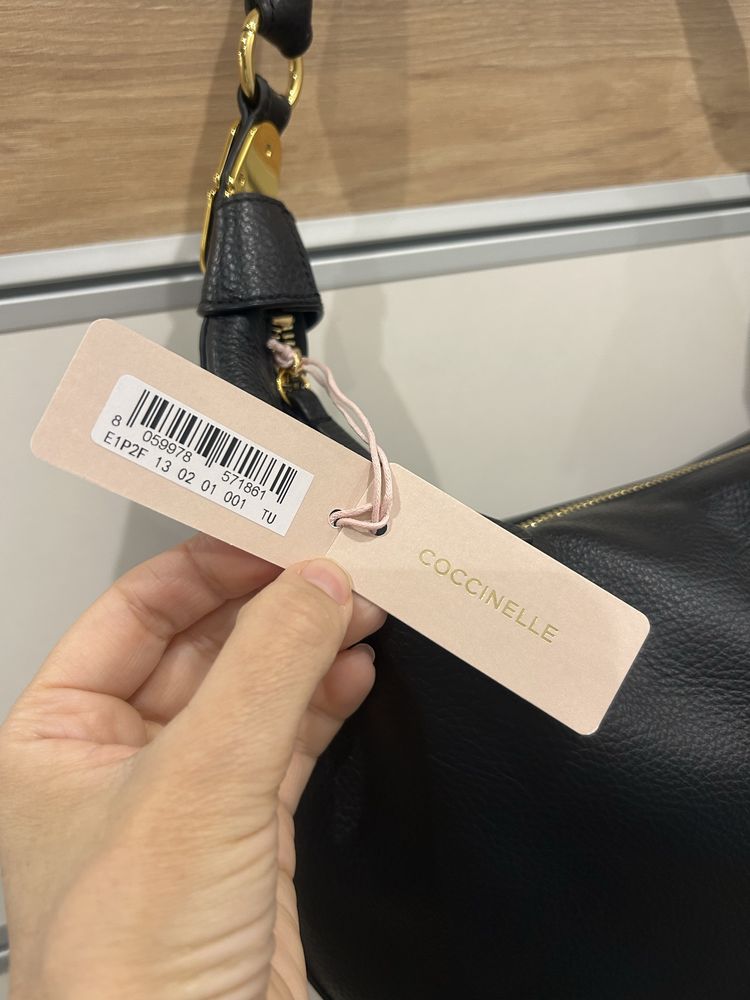 8 059978 571861
E1P2F 13 02 01 001 TU
COCCINELLE